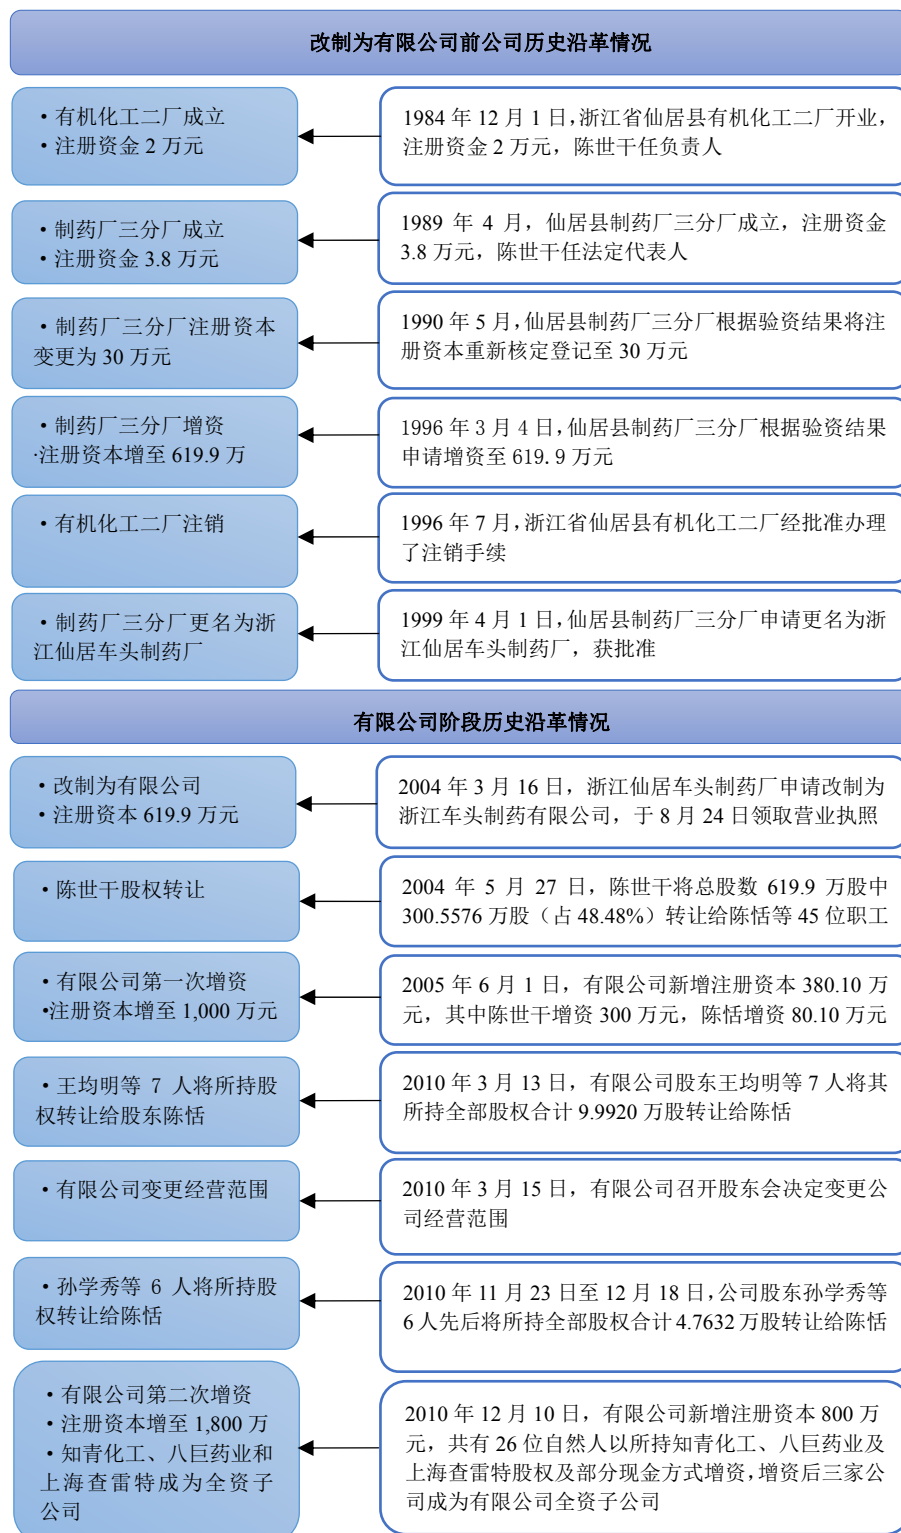 改制为有限公司前公司历史沿革情况
•有机化工二厂成立
•注册资金 2 万元
1984 年 12 月 1 日，浙江省仙居县有机化工二厂开业，
注册资金 2 万元，陈世干任负责人
•制药厂三分厂成立
•注册资金 3.8 万元
1989 年 4 月，仙居县制药厂三分厂成立，注册资金
3.8 万元，陈世干任法定代表人
•制药厂三分厂注册资本
变更为 30 万元
1990 年 5 月，仙居县制药厂三分厂根据验资结果将注
册资本重新核定登记至 30 万元
•制药厂三分厂增资
·注册资本增至 619.9 万
1996 年 3 月 4 日，仙居县制药厂三分厂根据验资结果
申请增资至 619.9 万元
•有机化工二厂注销
1996 年 7 月，浙江省仙居县有机化工二厂经批准办理
了注销手续
•制药厂三分厂更名为浙
江仙居车头制药厂
1999 年 4 月 1 日，仙居县制药厂三分厂申请更名为浙
江仙居车头制药厂，获批准
有限公司阶段历史沿革情况
•改制为有限公司
•注册资本 619.9 万元
2004 年 3 月 16 日，浙江仙居车头制药厂申请改制为
浙江车头制药有限公司，于 8 月 24 日领取营业执照
•陈世干股权转让
2004 年 5 月 27 日，陈世干将总股数 619.9 万股中
300.5576 万股（占 48.48%）转让给陈恬等 45 位职工
•有限公司第一次增资
•注册资本增至 1,000 万元
2005 年 6 月 1 日，有限公司新增注册资本 380.10 万
元，其中陈世干增资 300 万元，陈恬增资 80.10 万元
•王均明等 7 人将所持股
权转让给股东陈恬
2010 年 3 月 13 日，有限公司股东王均明等 7 人将其
所持全部股权合计 9.9920 万股转让给陈恬
•有限公司变更经营范围
2010 年 3 月 15 日，有限公司召开股东会决定变更公
司经营范围
•孙学秀等 6 人将所持股
权转让给陈恬
2010 年 11 月 23 日至 12 月 18 日，公司股东孙学秀等
6 人先后将所持全部股权合计 4.7632 万股转让给陈恬
•有限公司第二次增资
•注册资本增至 1,800 万
•知青化工、八巨药业和
上海查雷特成为全资子
公司
2010 年 12 月 10 日，有限公司新增注册资本 800 万
元，共有 26 位自然人以所持知青化工、八巨药业及
上海查雷特股权及部分现金方式增资，增资后三家公
司成为有限公司全资子公司